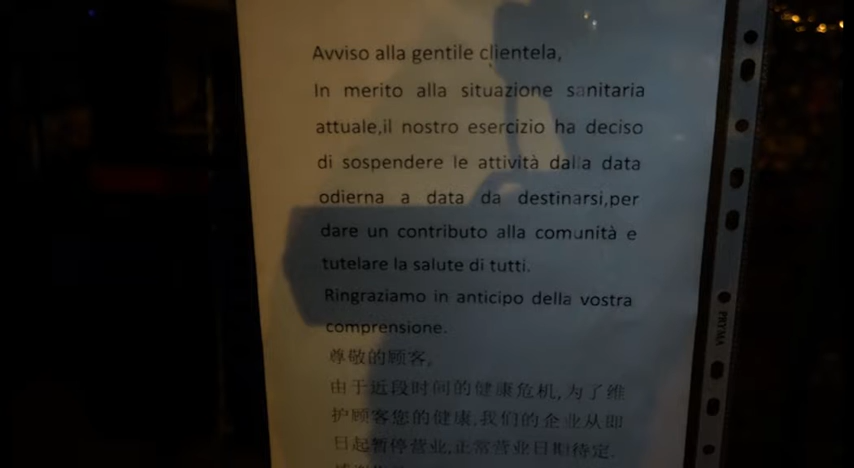 Avviso alla gentile clientela,
In merito alla situazione sanitaria
attuale,il nostro esercizio ha deciso
di sospendere le attività dalla data
odierna a data da destinarsi,per
dare un contributo alla comunità e
tutelare la salute di tutti.
Ringraziamo in anticipo della vostra
comprensione.
尊敬的顾客,
由于近段时间的健康危机,为了维
护顾客您的健康,我们的企业从即
日起暂停营业,正常营业日期待定.
PRYMA